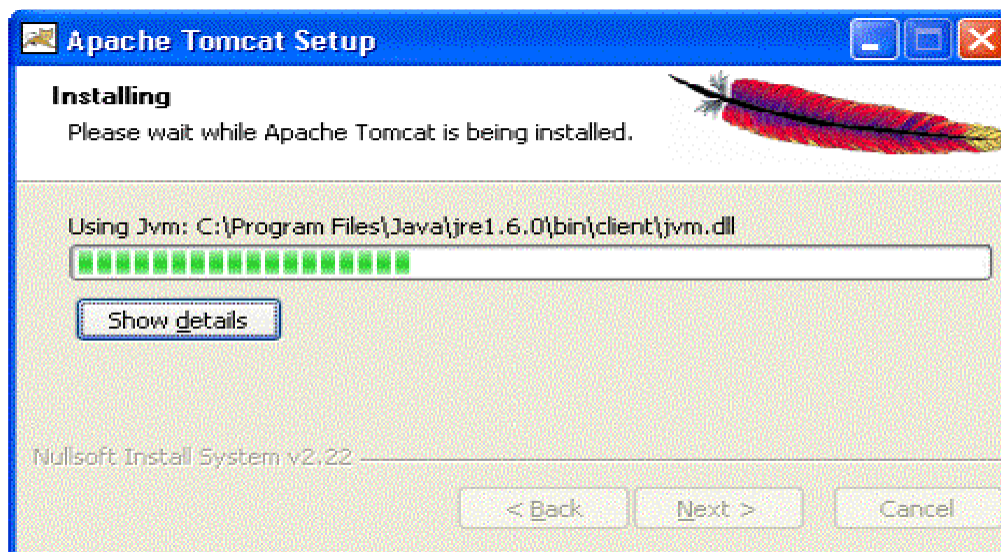 Apache Tomcat Setup
Installing
Please wait while Apache Tomcat is being installed.
Using Jvm: C:\Program Files\Java\jre1.6.0\bin\client\jvm.dll
Show details
Nullsoft Install System v2.22
< Back
Next >
Cancel